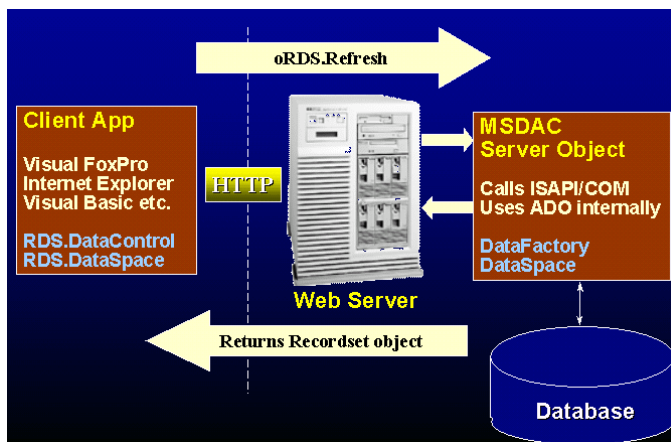 oRDS.Refresh
Client App
Visual FoxPro
Internet Explorer
Visual Basic etc.
RDS.DataControl
RDS.DataSpace
HTTP
Web Server
MSDAC
Server Object
Calls ISAPI/COM
Uses ADO internally
DataFactory
DataSpace
Returns Recordset object
Database